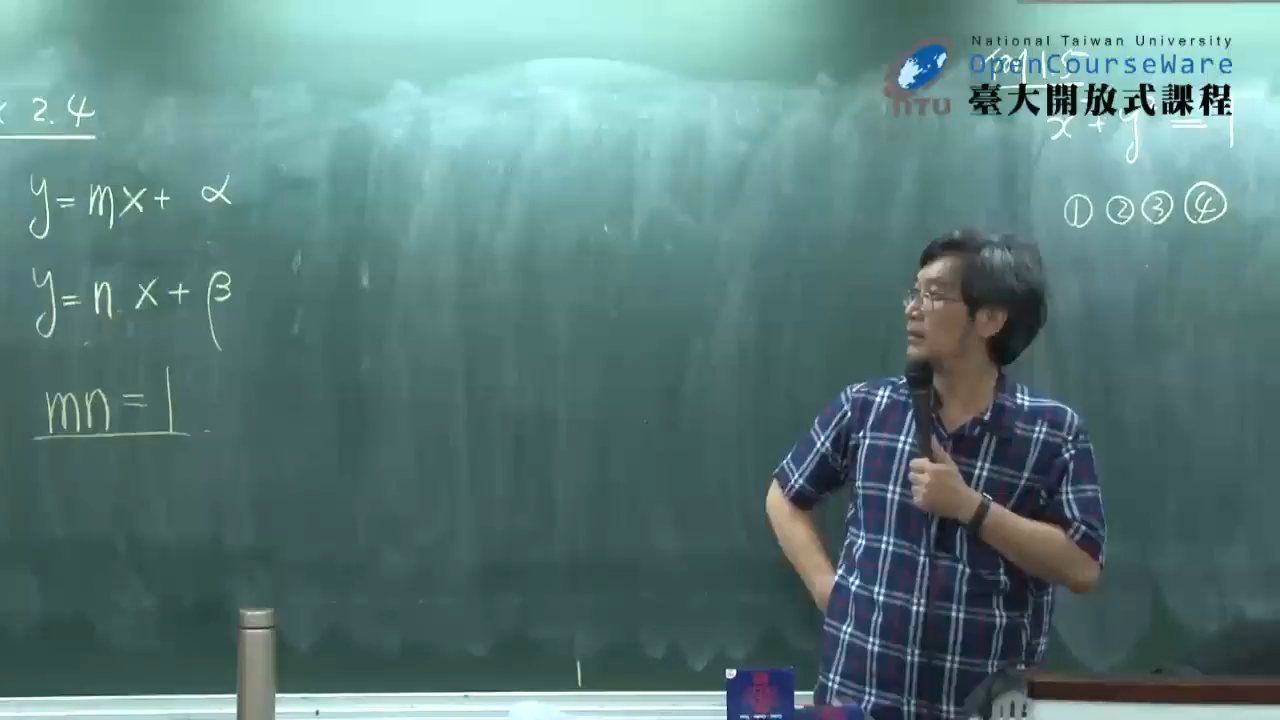 2.4
y = mx + α
y = n x + β
mn = 1
National Taiwan University
OpenCourseWare
臺大開放式課程
NTU
x + y = 1
① ② ③ ④